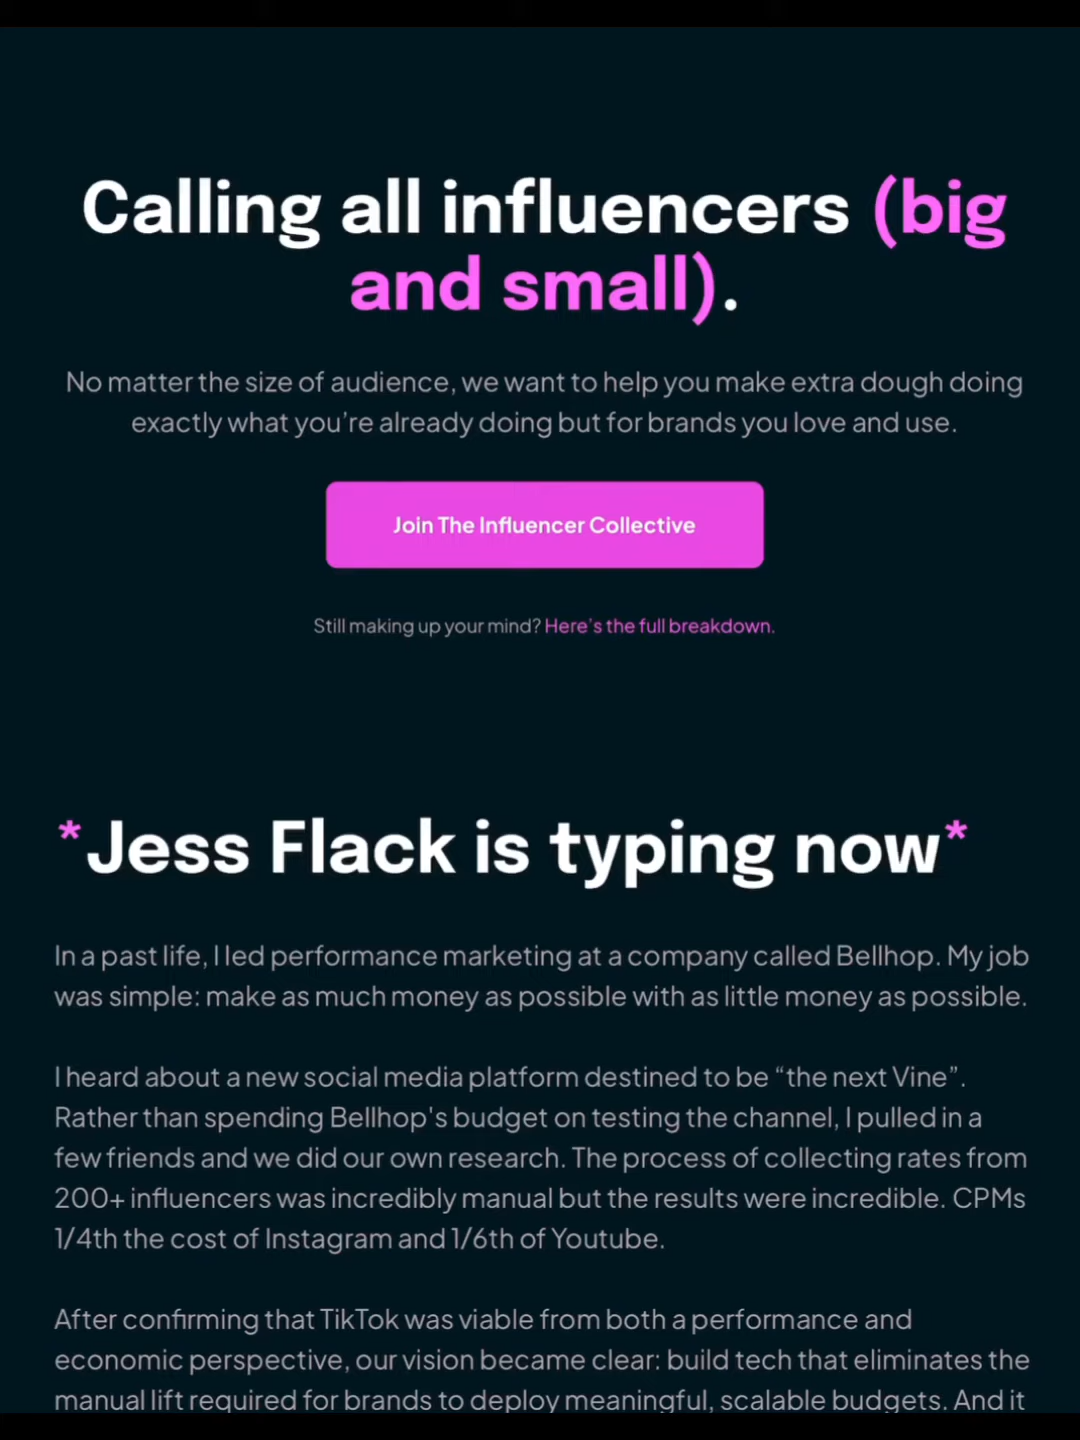 Calling all influencers (big
and small).
No matter the size of audience, we want to help you make extra dough doing
exactly what you’re already doing but for brands you love and use.
Join The Influencer Collective
Still making up your mind? Here’s the full breakdown.
*Jess Flack is typing now*
In a past life, I led performance marketing at a company called Bellhop. My job
was simple: make as much money as possible with as little money as possible.
I heard about a new social media platform destined to be “the next Vine”.
Rather than spending Bellhop's budget on testing the channel, I pulled in a
few friends and we did our own research. The process of collecting rates from
200+ influencers was incredibly manual but the results were incredible. CPMs
1/4th the cost of Instagram and 1/6th of Youtube.
After confirming that TikTok was viable from both a performance and
economic perspective, our vision became clear: build tech that eliminates the
manual lift required for brands to deploy meaningful, scalable budgets. And it